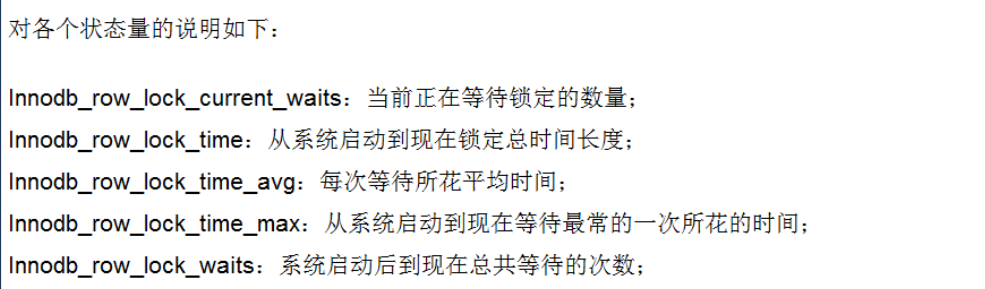 对各个状态量的说明如下：
Innodb_row_lock_current_waits：当前正在等待锁定的数量；
Innodb_row_lock_time：从系统启动到现在锁定总时间长度；
Innodb_row_lock_time_avg：每次等待所花平均时间；
Innodb_row_lock_time_max：从系统启动到现在等待最常的一次所花的时间；
Innodb_row_lock_waits：系统启动后到现在总共等待的次数；